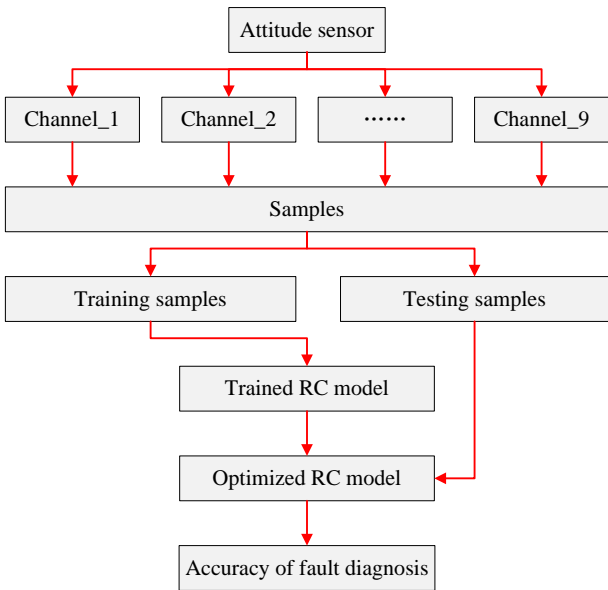 Attitude sensor
Channel_1
Channel_2
······
Channel_9
Samples
Training samples
Testing samples
Trained RC model
Optimized RC model
Accuracy of fault diagnosis